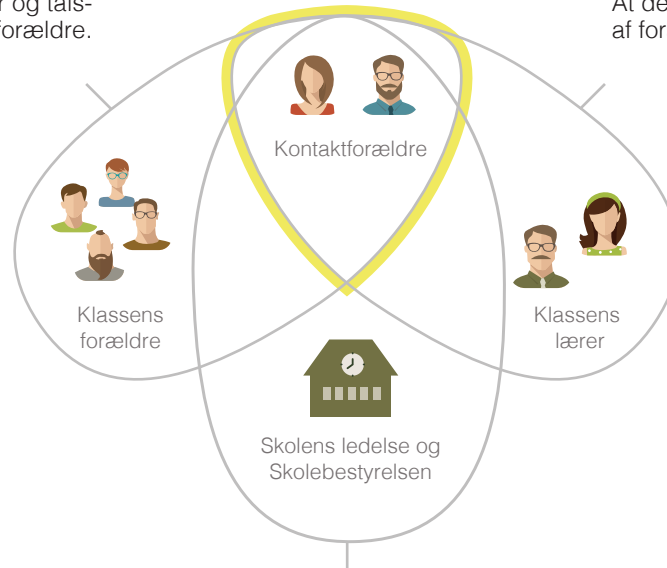 og tals-
forældre.
At de
af for
Kontaktforældre
Klassens
forældre
Klassens
lærer
Skolens ledelse og
Skolebestyrelsen